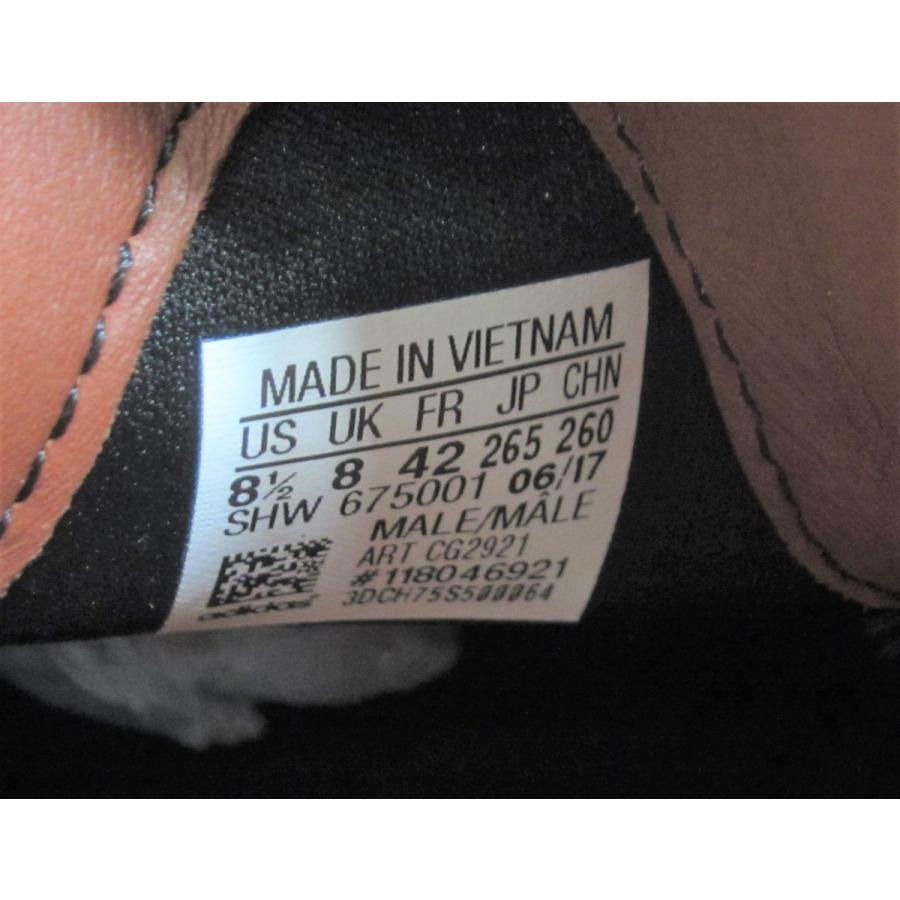 MADE IN VIETNAM
US UK FR JP CHN
8½ 8 42 265 260
SHW 675001 06/17
MALE/MÂLE
ART CG2921
# 118046921
3DCH75S500064
adidas